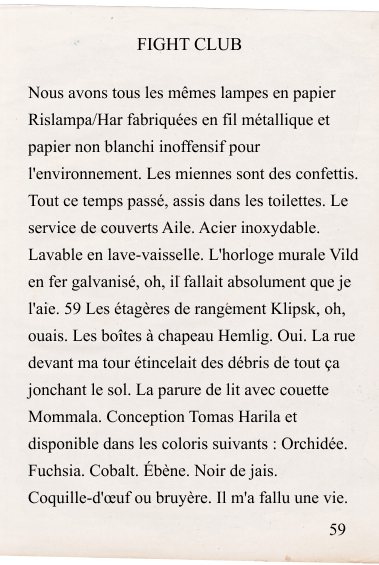 FIGHT CLUB
Nous avons tous les mêmes lampes en papier
Rislampa/Har fabriquées en fil métallique et
papier non blanchi inoffensif pour
l'environnement. Les miennes sont des confettis.
Tout ce temps passé, assis dans les toilettes. Le
service de couverts Aile. Acier inoxydable.
Lavable en lave-vaisselle. L'horloge murale Vild
en fer galvanisé, oh, il fallait absolument que je
l'aie. 59 Les étagères de rangement Klipsk, oh,
ouais. Les boîtes à chapeau Hemlig. Oui. La rue
devant ma tour étincelait des débris de tout ça
jonchant le sol. La parure de lit avec couette
Mommala. Conception Tomas Harila et
disponible dans les coloris suivants : Orchidée.
Fuchsia. Cobalt. Ébène. Noir de jais.
Coquille-d'œuf ou bruyère. Il m'a fallu une vie.
59